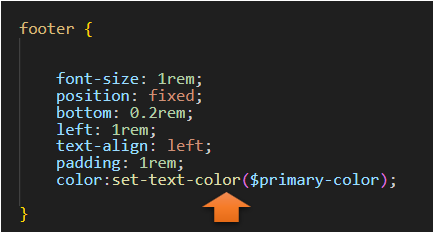 footer {
font-size: 1rem;
position: fixed;
bottom: 0.2rem;
left: 1rem;
text-align: left;
padding: 1rem;
color:set-text-color($primary-color);
}